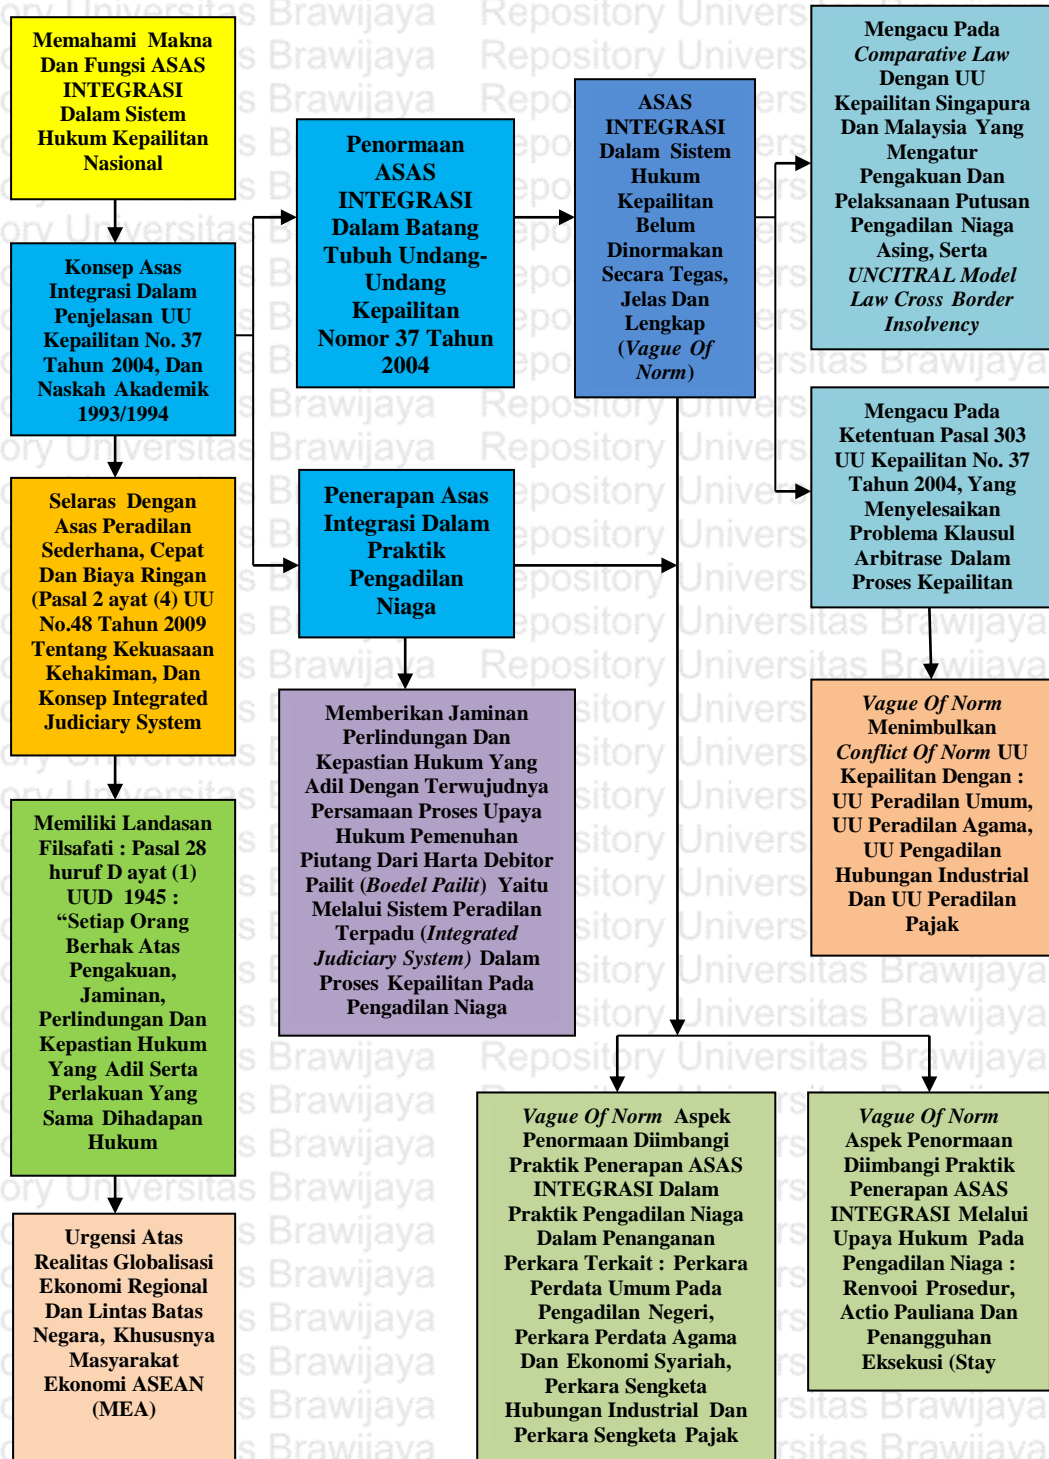 Memahami Makna
Dan Fungsi ASAS
INTEGRASI
Dalam Sistem
Hukum Kepailitan
Nasional
Konsep Asas
Integrasi Dalam
Penjelasan UU
Kepailitan No. 37
Tahun 2004, Dan
Naskah Akademik
1993/1994
Selaras Dengan
Asas Peradilan
Sederhana, Cepat
Dan Biaya Ringan
(Pasal 2 ayat (4) UU
No.48 Tahun 2009
Tentang Kekuasaan
Kehakiman, Dan
Konsep Integrated
Judiciary System
Memiliki Landasan
Filsafati : Pasal 28
huruf D ayat (1)
UUD 1945 :
“Setiap Orang
Berhak Atas
Pengakuan,
Jaminan,
Perlindungan Dan
Kepastian Hukum
Yang Adil Serta
Perlakuan Yang
Sama Dihadapan
Hukum
Urgensi Atas
Realitas Globalisasi
Ekonomi Regional
Dan Lintas Batas
Negara, Khususnya
Masyarakat
Ekonomi ASEAN
(MEA)
Penormaan
ASAS
INTEGRASI
Dalam Batang
Tubuh Undang-
Undang
Kepailitan
Nomor 37 Tahun
2004
Penerapan Asas
Integrasi Dalam
Praktik
Pengadilan
Niaga
Memberikan Jaminan
Perlindungan Dan
Kepastian Hukum Yang
Adil Dengan Terwujudnya
Persamaan Proses Upaya
Hukum Pemenuhan
Piutang Dari Harta Debitor
Pailit (Boedel Pailit) Yaitu
Melalui Sistem Peradilan
Terpadu (Integrated
Judiciary System) Dalam
Proses Kepailitan Pada
Pengadilan Niaga
ASAS
INTEGRASI
Dalam Sistem
Hukum
Kepailitan
Belum
Dinormakan
Secara Tegas,
Jelas Dan
Lengkap
(Vague Of
Norm)
Mengacu Pada
Comparative Law
Dengan UU
Kepailitan Singapura
Dan Malaysia Yang
Mengatur
Pengakuan Dan
Pelaksanaan Putusan
Pengadilan Niaga
Asing, Serta
UNCITRAL Model
Law Cross Border
Insolvency
Mengacu Pada
Ketentuan Pasal 303
UU Kepailitan No. 37
Tahun 2004, Yang
Menyelesaikan
Problema Klausul
Arbitrase Dalam
Proses Kepailitan
Vague Of Norm
Menimbulkan
Conflict Of Norm UU
Kepailitan Dengan :
UU Peradilan Umum,
UU Peradilan Agama,
UU Pengadilan
Hubungan Industrial
Dan UU Peradilan
Pajak
Vague Of Norm Aspek
Penormaan Diimbangi
Praktik Penerapan ASAS
INTEGRASI Dalam
Praktik Pengadilan Niaga
Dalam Penanganan
Perkara Terkait : Perkara
Perdata Umum Pada
Pengadilan Negeri,
Perkara Perdata Agama
Dan Ekonomi Syariah,
Perkara Sengketa
Hubungan Industrial Dan
Perkara Sengketa Pajak
Vague Of Norm
Aspek Penormaan
Diimbangi Praktik
Penerapan ASAS
INTEGRASI Melalui
Upaya Hukum Pada
Pengadilan Niaga :
Renvooi Prosedur,
Actio Pauliana Dan
Penangguhan
Eksekusi (Stay